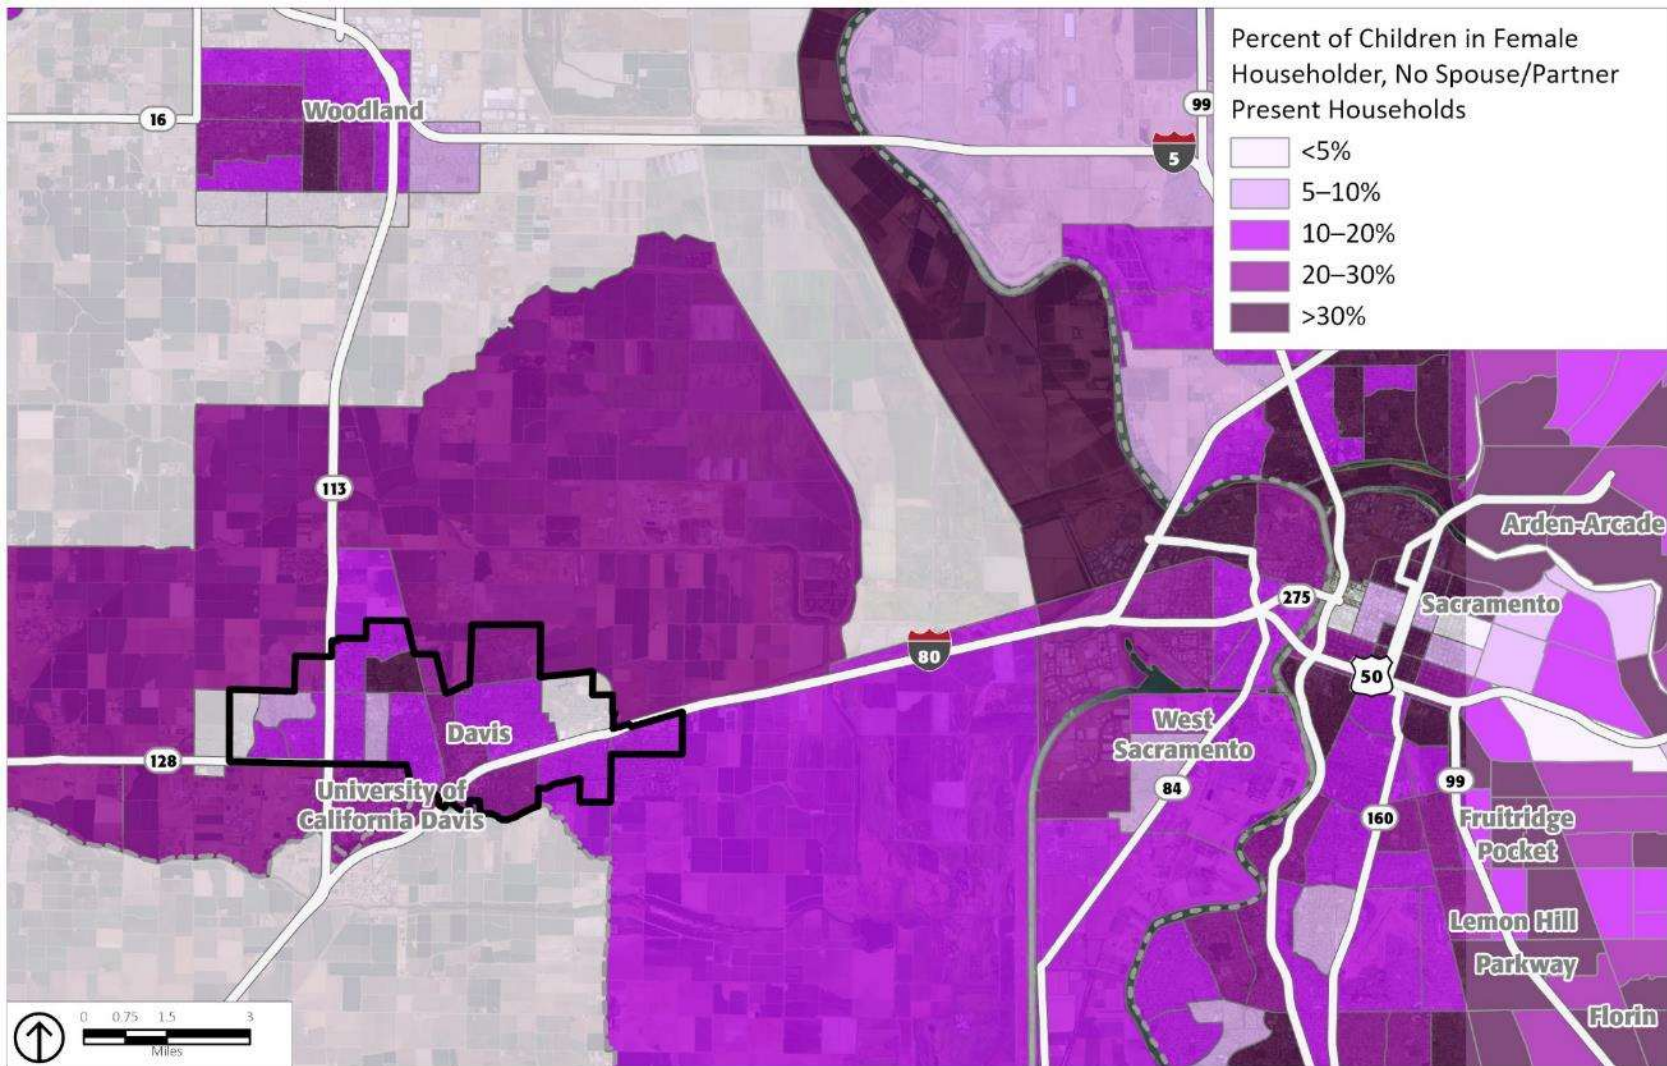 Percent of Children in Female
Householder, No Spouse/Partner
Present Households
<5%
5–10%
10–20%
20–30%
>30%
Woodland
16
99
5
113
Arden-Arcade
275
Sacramento
80
50
Davis
West
Sacramento
128
84
99
University of
California Davis
160
Fruitridge
Pocket
Lemon Hill
Parkway
Florin
0 0.75 1.5 3
Miles